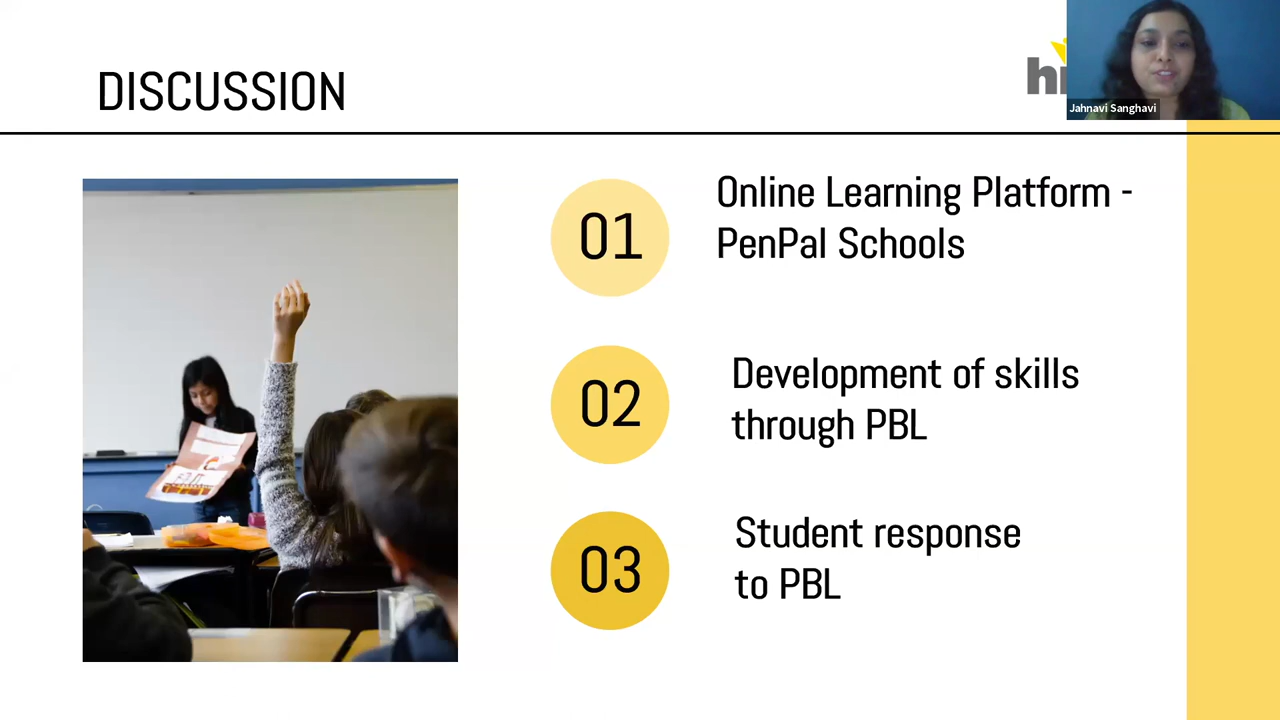 DISCUSSION
Jahnavi Sanghavi
01
Online Learning Platform -
PenPal Schools
02
Development of skills
through PBL
03
Student response
to PBL